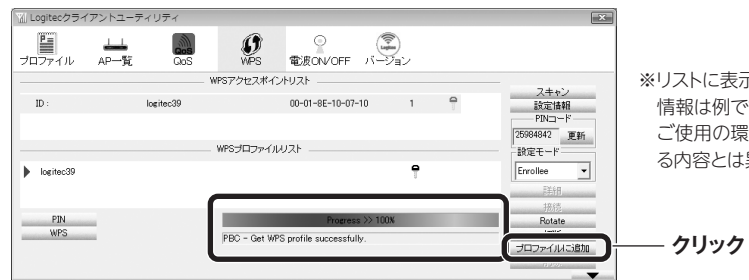 Logitecクライアントユーティリティ
プロファイル AP一覧 QoS WPS 電波ON/OFF バージョン
WPSアクセスポイントリスト
ID : logitec39 00-01-8E-10-07-10 1
スキャン
設定情報
PINコード
25984842 更新
設定モード
Enrollee
WPSプロファイルリスト
logitec39
詳細
接続
Rotate
PIN
WPS
Progress >> 100%
PBC - Get WPS profile successfully.
プロファイルに追加
クリック
※リストに表示
情報は例で
ご使用の環
る内容とは